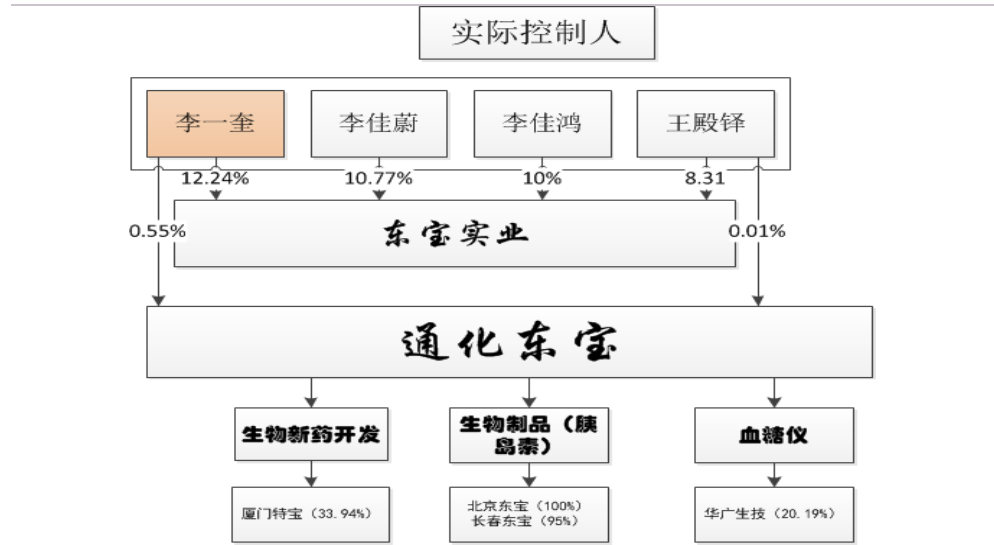 实际控制人
李一奎
李佳蔚
李佳鸿
王殿铎
12.24%
10.77%
10%
8.31
0.55%
东宝实业
0.01%
通化东宝
生物新药开发
生物制品（胰
岛素）
血糖仪
厦门特宝（33.94%）
北京东宝（100%）
长春东宝（95%）
华广生技（20.19%）